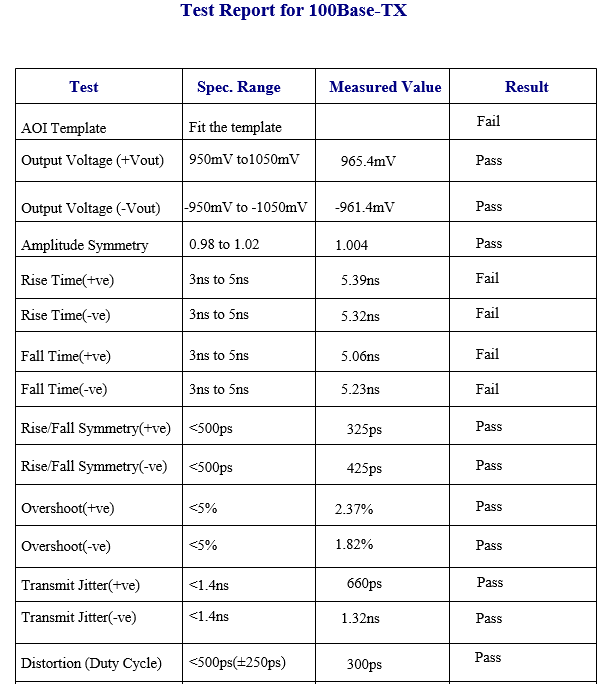 Test Report for 100Base-TX
Test Spec. Range Measured Value Result
AOI Template Fit the template Fail
Output Voltage (+Vout) 950mV to1050mV 965.4mV Pass
Output Voltage (-Vout) -950mV to -1050mV -961.4mV Pass
Amplitude Symmetry 0.98 to 1.02 1.004 Pass
Rise Time(+ve) 3ns to 5ns 5.39ns Fail
Rise Time(-ve) 3ns to 5ns 5.32ns Fail
Fall Time(+ve) 3ns to 5ns 5.06ns Fail
Fall Time(-ve) 3ns to 5ns 5.23ns Fail
Rise/Fall Symmetry(+ve) <500ps 325ps Pass
Rise/Fall Symmetry(-ve) <500ps 425ps Pass
Overshoot(+ve) <5% 2.37% Pass
Overshoot(-ve) <5% 1.82% Pass
Transmit Jitter(+ve) <1.4ns 660ps Pass
Transmit Jitter(-ve) <1.4ns 1.32ns Pass
Distortion (Duty Cycle) <500ps(±250ps) 300ps Pass